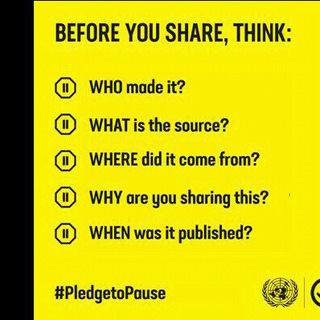 BEFORE YOU SHARE, THINK:
WHO made it?
WHAT is the source?
WHERE did it come from?
WHY are you sharing this?
WHEN was it published?
#PledgetoPause